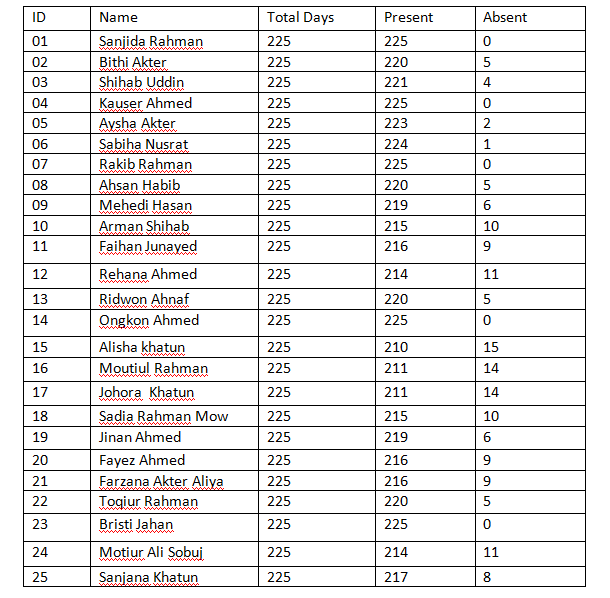 ID Name Total Days Present Absent
01 Sanjida Rahman 225 225 0
02 Bithi Akter 225 220 5
03 Shihab Uddin 225 221 4
04 Kauser Ahmed 225 225 0
05 Aysha Akter 225 223 2
06 Sabiha Nusrat 225 224 1
07 Rakib Rahman 225 225 0
08 Ahsan Habib 225 220 5
09 Mehedi Hasan 225 219 6
10 Arman Shihab 225 215 10
11 Faihan Junayed 225 216 9
12 Rehana Ahmed 225 214 11
13 Ridwon Ahnaf 225 220 5
14 Ongkon Ahmed 225 225 0
15 Alisha khatun 225 210 15
16 Moutiul Rahman 225 211 14
17 Johora  Khatun 225 211 14
18 Sadia Rahman Mow 225 215 10
19 Jinan Ahmed 225 219 6
20 Fayez Ahmed 225 216 9
21 Farzana Akter Aliya 225 216 9
22 Toqiur Rahman 225 220 5
23 Bristi Jahan 225 225 0
24 Motiur Ali Sobuj 225 214 11
25 Sanjana Khatun 225 217 8